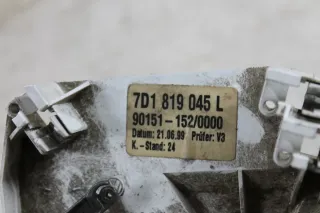 7D1 819 045 L
90151-152/0000
Datum: 21.06.99 Prüfer: V3
K.-Stand: 24